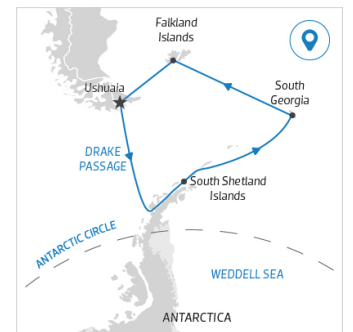 Falkland
Islands
Ushuaia
South
Georgia
DRAKE
PASSAGE
South Shetland
Islands
ANTARCTIC CIRCLE
WEDDELL SEA
ANTARCTICA